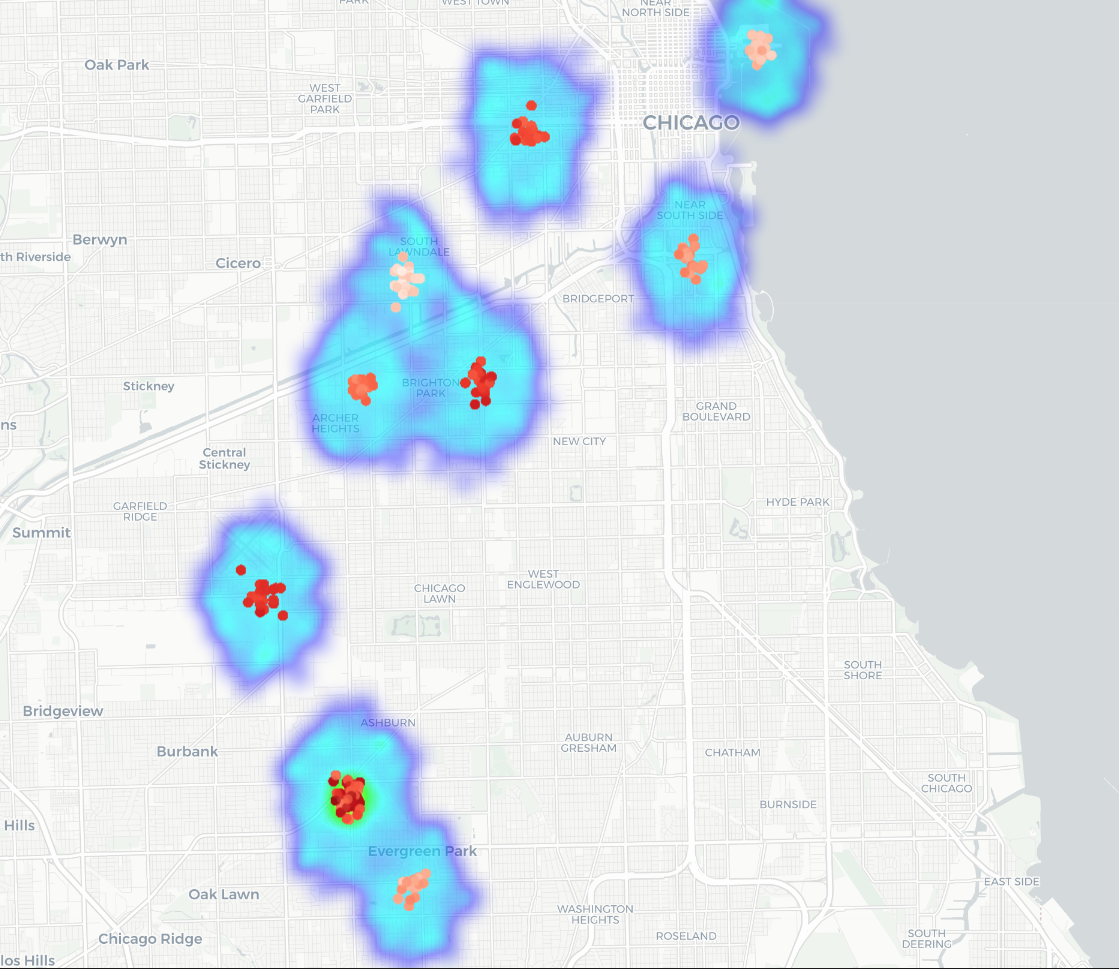 PARK
WEST TOWN
NEAR
NORTH SIDE
Oak Park
WEST
GARFIELD
PARK
CHICAGO
NEAR
SOUTH SIDE
Berwyn
SOUTH
LAWNDALE
th Riverside
Cicero
BRIDGEPORT
Stickney
BRIGHTON
PARK
GRAND
BOULEVARD
ARCHER
HEIGHTS
ns
NEW CITY
Central
Stickney
GARFIELD
RIDGE
HYDE PARK
Summit
WEST
ENGLEWOOD
CHICAGO
LAWN
SOUTH
SHORE
Bridgeview
ASHBURN
Burbank
AUBURN
GRESHAM
CHATHAM
SOUTH
CHICAGO
BURNSIDE
Hills
Evergreen Park
EAST SIDE
Oak Lawn
WASHINGTON
HEIGHTS
Chicago Ridge
ROSELAND
SOUTH
DEERING
los Hills